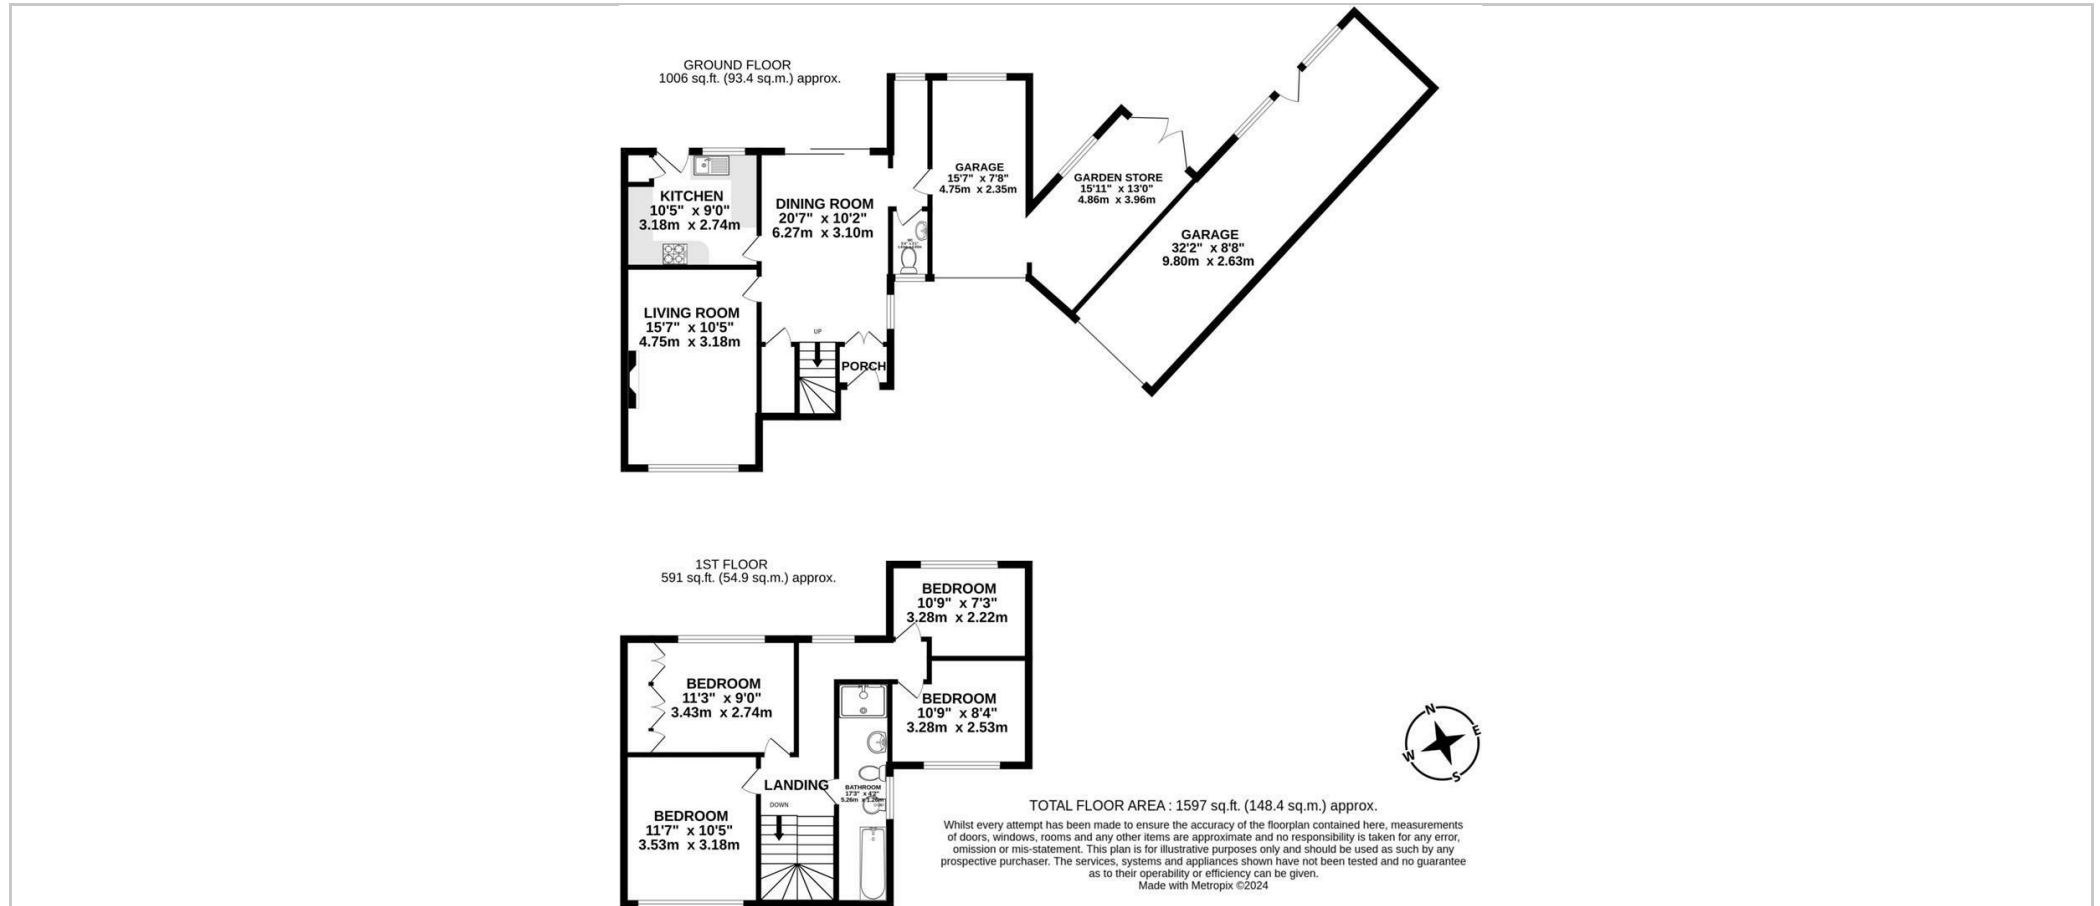 GROUND FLOOR
1006 sq.ft. (93.4 sq.m.) approx.
KITCHEN
10'5" x 9'0"
3.18m x 2.74m
DINING ROOM
20'7" x 10'2"
6.27m x 3.10m
GARAGE
15'7" x 7'8"
4.75m x 2.35m
GARDEN STORE
15'11" x 13'0"
4.86m x 3.96m
GARAGE
32'2" x 8'8"
9.80m x 2.63m
WC
LIVING ROOM
15'7" x 10'5"
4.75m x 3.18m
UP
PORCH
1ST FLOOR
591 sq.ft. (54.9 sq.m.) approx.
BEDROOM
10'9" x 7'3"
3.28m x 2.22m
BEDROOM
11'3" x 9'0"
3.43m x 2.74m
BEDROOM
10'9" x 8'4"
3.28m x 2.53m
LANDING
DOWN
BATHROOM
17'3" x 4'2"
5.26m x 1.26m
BEDROOM
11'7" x 10'5"
3.53m x 3.18m
N
E
S
W
TOTAL FLOOR AREA : 1597 sq.ft. (148.4 sq.m.) approx.
Whilst every attempt has been made to ensure the accuracy of the floorplan contained here, measurements
of doors, windows, rooms and any other items are approximate and no responsibility is taken for any error,
omission or mis-statement. This plan is for illustrative purposes only and should be used as such by any
prospective purchaser. The services, systems and appliances shown have not been tested and no guarantee
as to their operability or efficiency can be given.
Made with Metropix ©2024